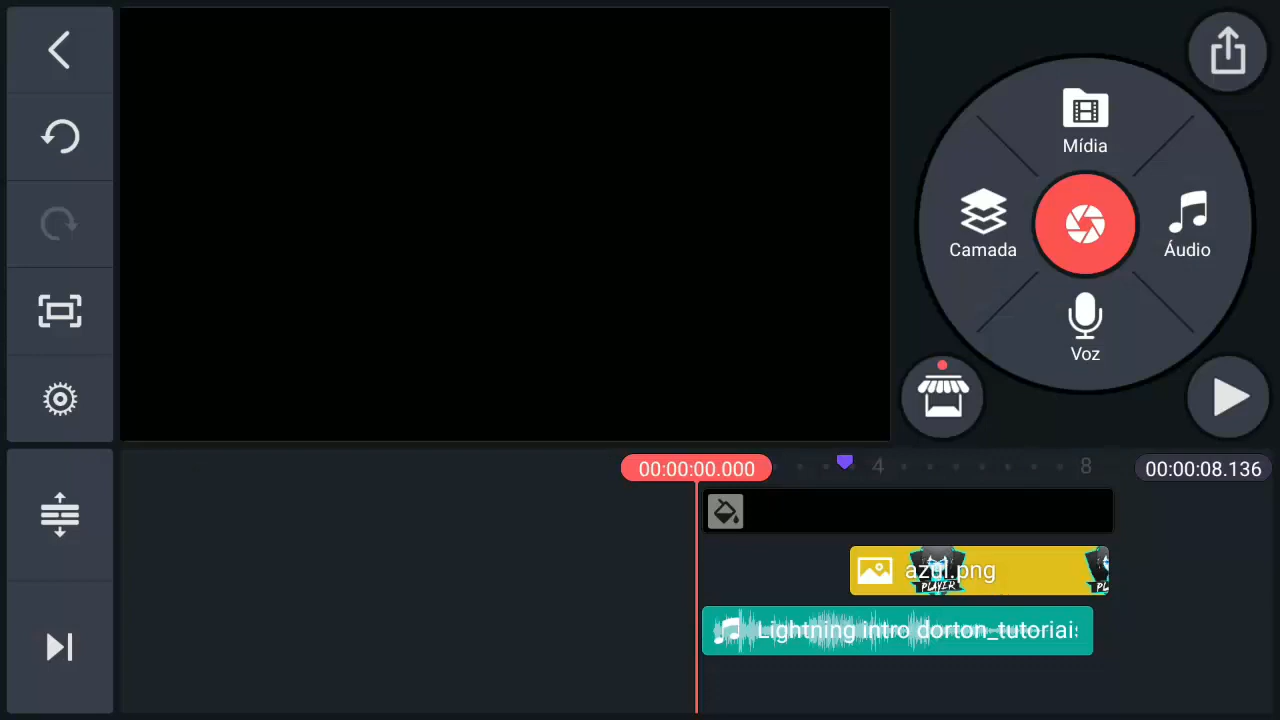 Mídia
Camada
Áudio
Voz
00:00:00.000
4
8
00:00:08.136
azul.png
PLAYER
Lightning intro dorton_tutoriais